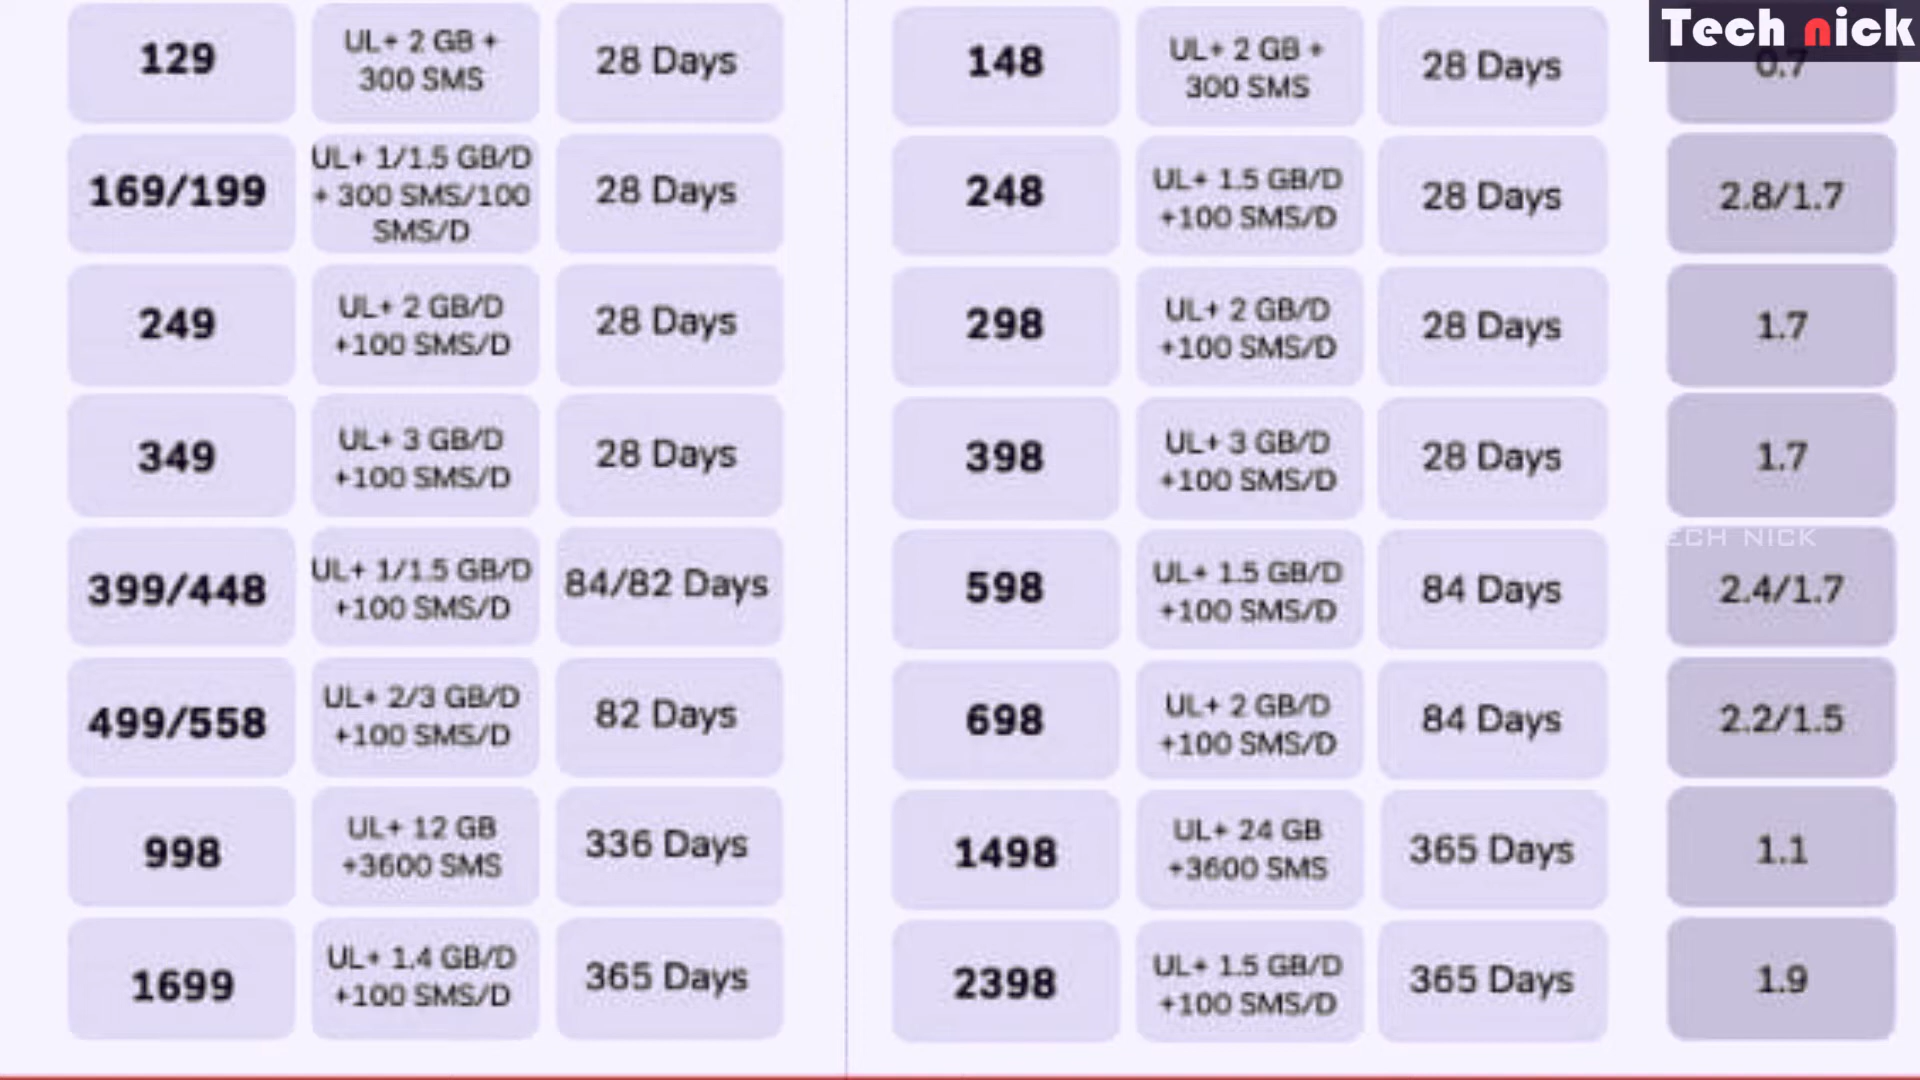 Tech nick
129
UL+ 2 GB +
300 SMS
28 Days
148
UL+ 2 GB +
300 SMS
28 Days
0.7
169/199
UL+ 1/1.5 GB/D
+ 300 SMS/100
SMS/D
28 Days
248
UL+ 1.5 GB/D
+100 SMS/D
28 Days
2.8/1.7
249
UL+ 2 GB/D
+100 SMS/D
28 Days
298
UL+ 2 GB/D
+100 SMS/D
28 Days
1.7
349
UL+ 3 GB/D
+100 SMS/D
28 Days
398
UL+ 3 GB/D
+100 SMS/D
28 Days
1.7
ECH NICK
399/448
UL+ 1/1.5 GB/D
+100 SMS/D
84/82 Days
598
UL+ 1.5 GB/D
+100 SMS/D
84 Days
2.4/1.7
499/558
UL+ 2/3 GB/D
+100 SMS/D
82 Days
698
UL+ 2 GB/D
+100 SMS/D
84 Days
2.2/1.5
998
UL+ 12 GB
+3600 SMS
336 Days
1498
UL+ 24 GB
+3600 SMS
365 Days
1.1
1699
UL+ 1.4 GB/D
+100 SMS/D
365 Days
2398
UL+ 1.5 GB/D
+100 SMS/D
365 Days
1.9